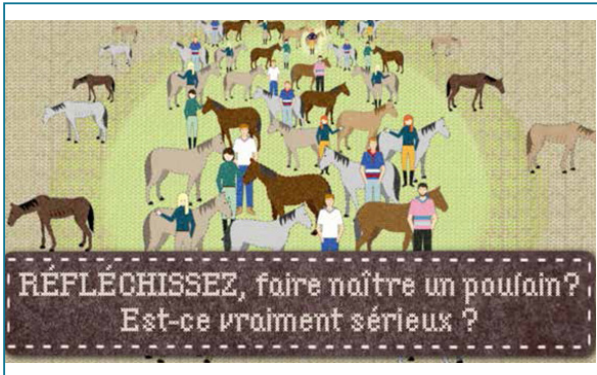 RÉFLÉCHISSEZ, faire naître un poulain?
Est-ce vraiment sérieux ?